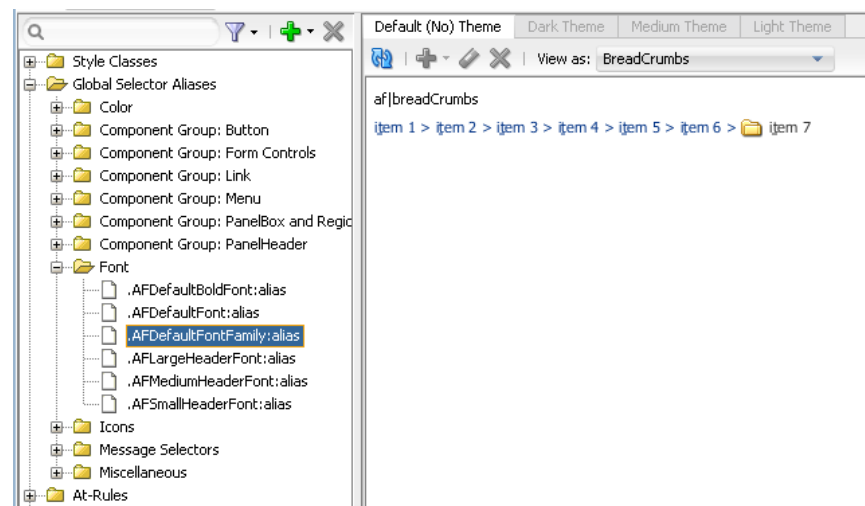 Style Classes
Global Selector Aliases
Color
Component Group: Button
Component Group: Form Controls
Component Group: Link
Component Group: Menu
Component Group: PanelBox and Regic
Component Group: PanelHeader
Font
.AFDefaultBoldFont:alias
.AFDefaultFont:alias
.AFDefaultFontFamily:alias
.AFLargeHeaderFont:alias
.AFMediumHeaderFont:alias
.AFSmallHeaderFont:alias
Icons
Message Selectors
Miscellaneous
At-Rules
Default (No) Theme Dark Theme Medium Theme Light Theme
View as: BreadCrumbs
af|breadCrumbs
item 1 > item 2 > item 3 > item 4 > item 5 > item 6 > item 7